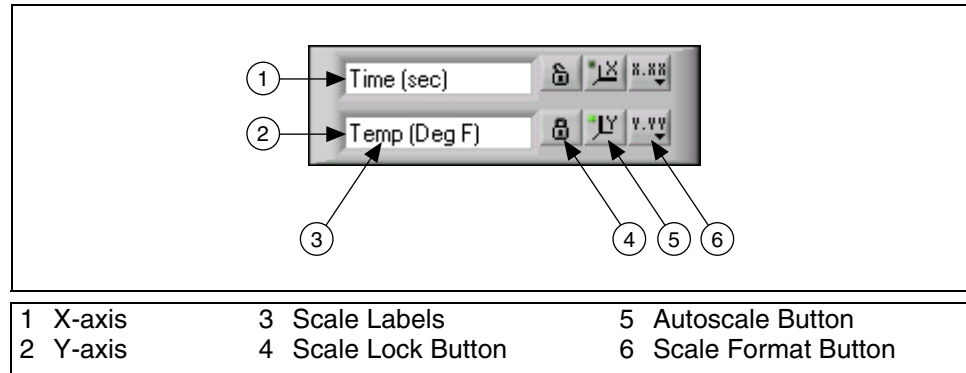 1 Time (sec) X X.XX
2 Temp (Deg F) Y Y.YY
3 4 5 6
1 X-axis 3 Scale Labels 5 Autoscale Button
2 Y-axis 4 Scale Lock Button 6 Scale Format Button